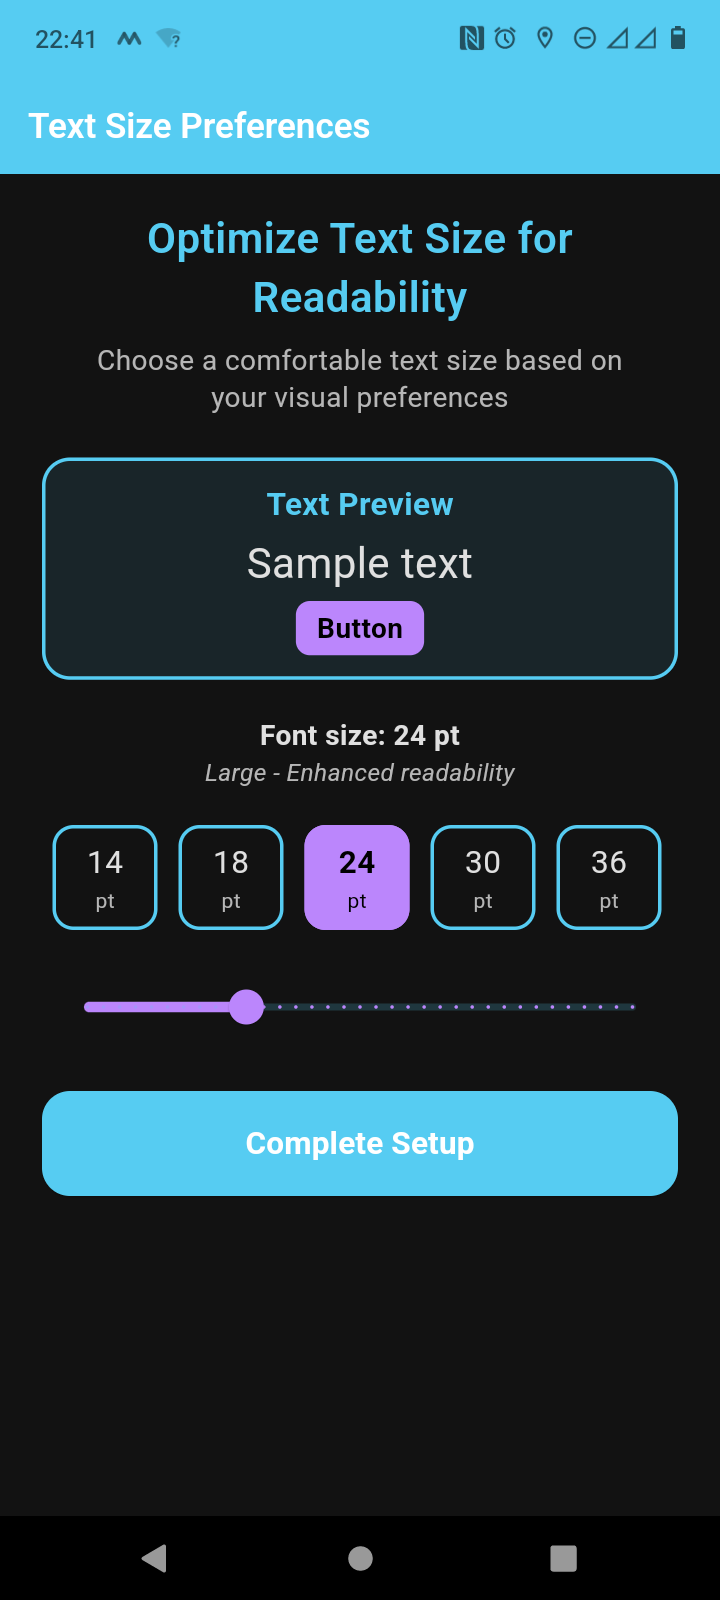 22:41
Text Size Preferences
Optimize Text Size for
Readability
Choose a comfortable text size based on
your visual preferences
Text Preview
Sample text
Button
Font size: 24 pt
Large - Enhanced readability
14 18 24 30 36
pt pt pt pt pt
Complete Setup